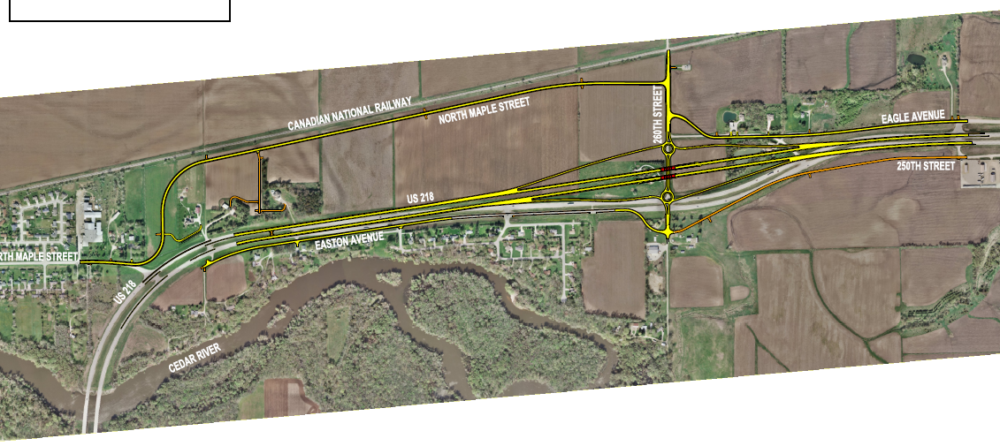 CANADIAN NATIONAL RAILWAY
NORTH MAPLE STREET
260TH STREET
EAGLE AVENUE
250TH STREET
US 218
EASTON AVENUE
RTH MAPLE STREET
US 218
CEDAR RIVER